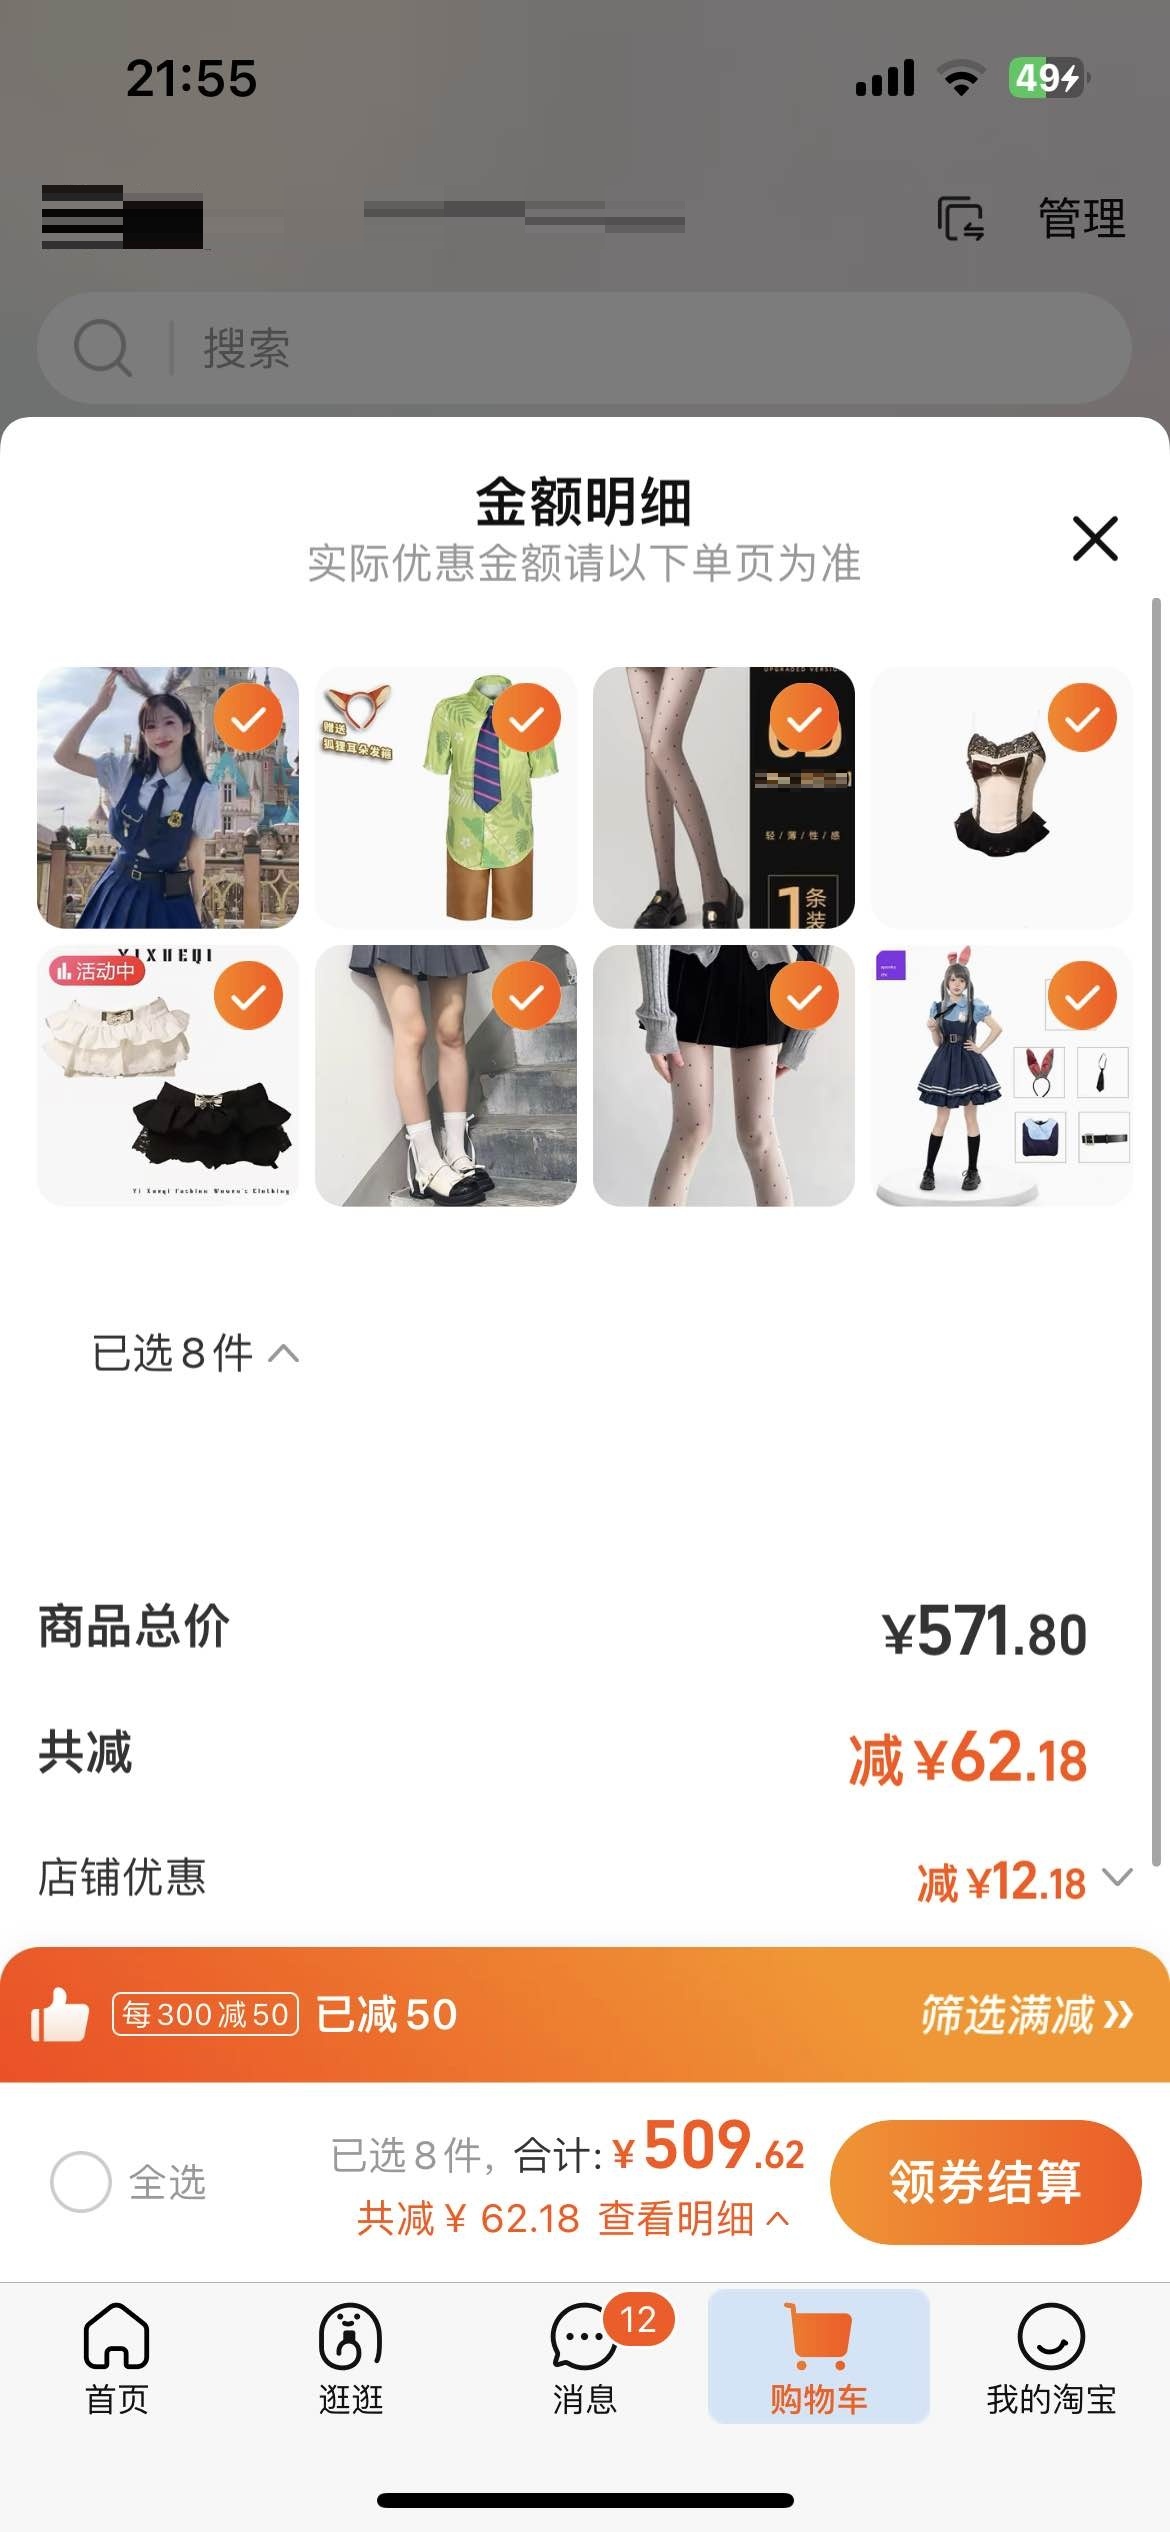 21:55
49
管理
搜索
金额明细
实际优惠金额请以下单页为准
赠送
狐狸耳朵发箍
UPGRADED VERSIO
轻/薄/性/感
1条装
YIXUEQI
活动中
Yi Xueqi Fashion Women's Clothing
已选8件
商品总价
¥571.80
共减
减¥62.18
店铺优惠
减¥12.18
每300减50 已减50
筛选满减
全选
已选8件, 合计:¥509.62
共减¥ 62.18 查看明细
领券结算
12
首页
逛逛
消息
购物车
我的淘宝